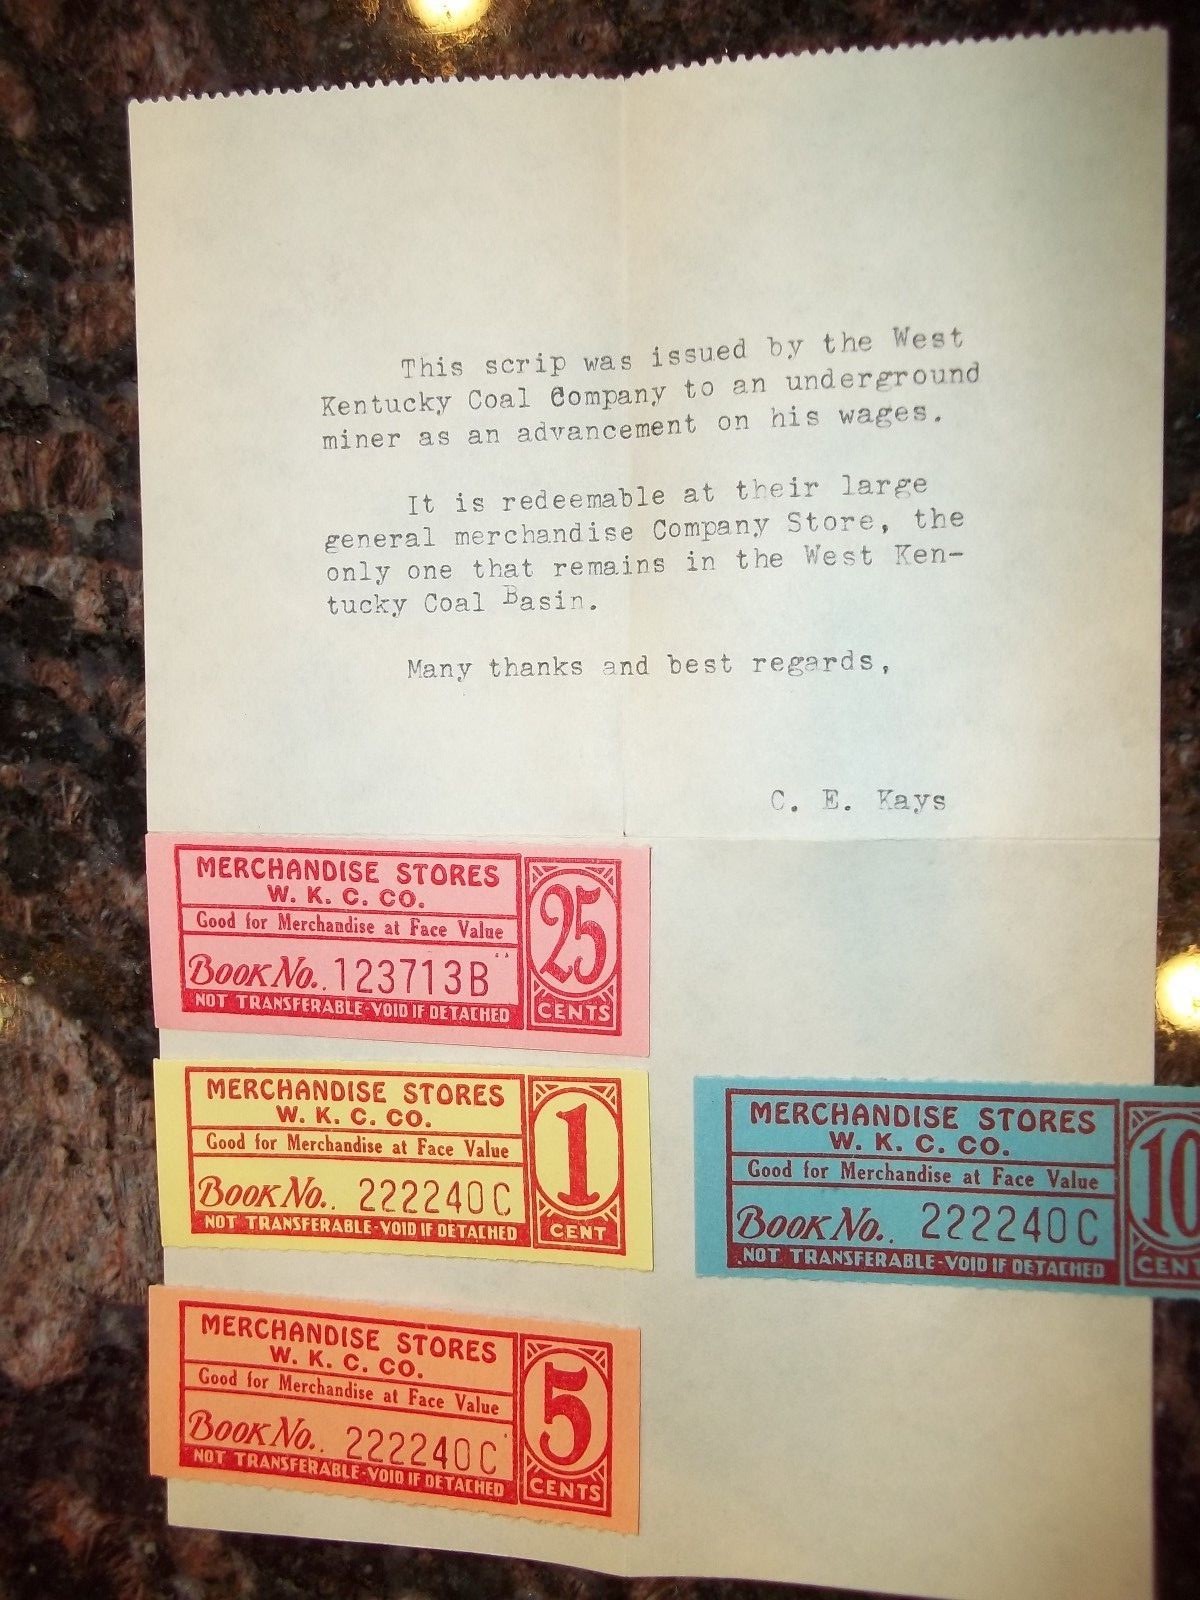 This scrip was issued by the West
Kentucky Coal Company to an underground
miner as an advancement on his wages.
It is redeemable at their large
general merchandise Company Store, the
only one that remains in the West Ken-
tucky Coal Basin.
Many thanks and best regards,
C. E. Kays
MERCHANDISE STORES
W. K. C. CO.
Good for Merchandise at Face Value
Book No.. 123713B
NOT TRANSFERABLE-VOID IF DETACHED
25
CENTS
MERCHANDISE STORES
W. K. C. CO.
Good for Merchandise at Face Value
Book No.. 222240C
NOT TRANSFERABLE-VOID IF DETACHED
1
CENT
MERCHANDISE STORES
W. K. C. CO.
Good for Merchandise at Face Value
Book No.. 222240C
NOT TRANSFERABLE-VOID IF DETACHED
10
CENT
MERCHANDISE STORES
W. K. C. CO.
Good for Merchandise at Face Value
Book No.. 222240C
NOT TRANSFERABLE-VOID IF DETACHED
5
CENTS